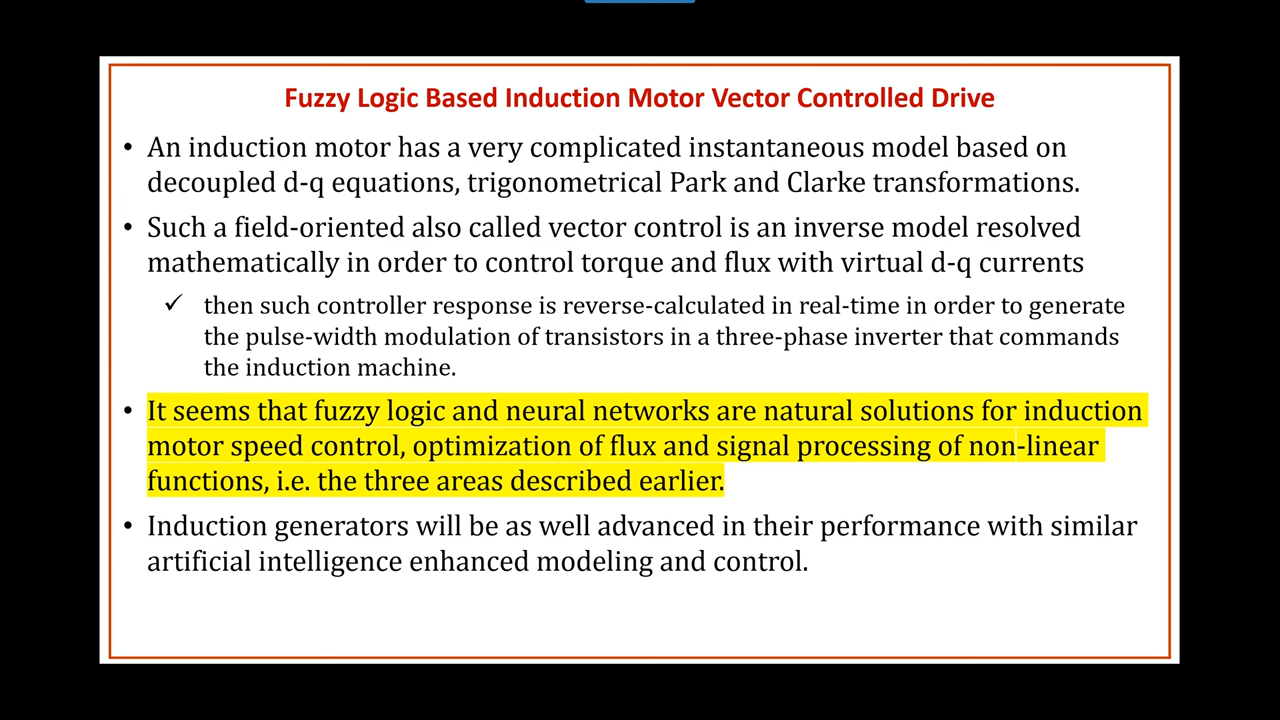 Fuzzy Logic Based Induction Motor Vector Controlled Drive
• An induction motor has a very complicated instantaneous model based on
decoupled d-q equations, trigonometrical Park and Clarke transformations.
• Such a field-oriented also called vector control is an inverse model resolved
mathematically in order to control torque and flux with virtual d-q currents
✓ then such controller response is reverse-calculated in real-time in order to generate
the pulse-width modulation of transistors in a three-phase inverter that commands
the induction machine.
• It seems that fuzzy logic and neural networks are natural solutions for induction
motor speed control, optimization of flux and signal processing of non-linear
functions, i.e. the three areas described earlier.
• Induction generators will be as well advanced in their performance with similar
artificial intelligence enhanced modeling and control.